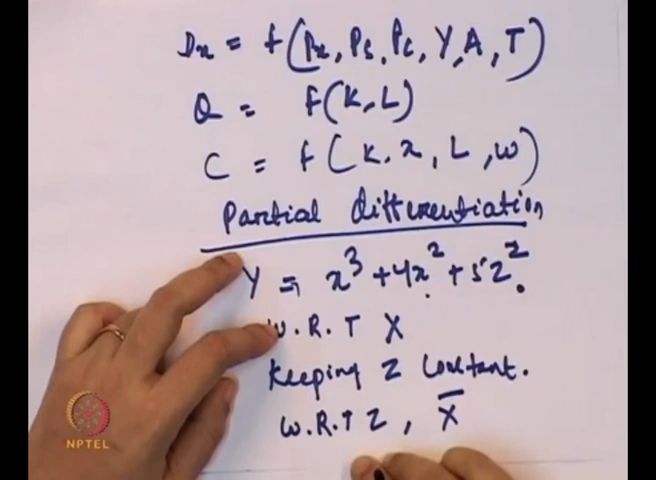 Dx = f(Px, Ps, Pc, Y, A, T)
Q = f(K, L)
C = f(K.r, L, w)
Partial differentiation
Y = x³ + 4x² + 5z²
W.R.T X
Keeping Z constant.
W.R.T Z, X̅
NPTEL